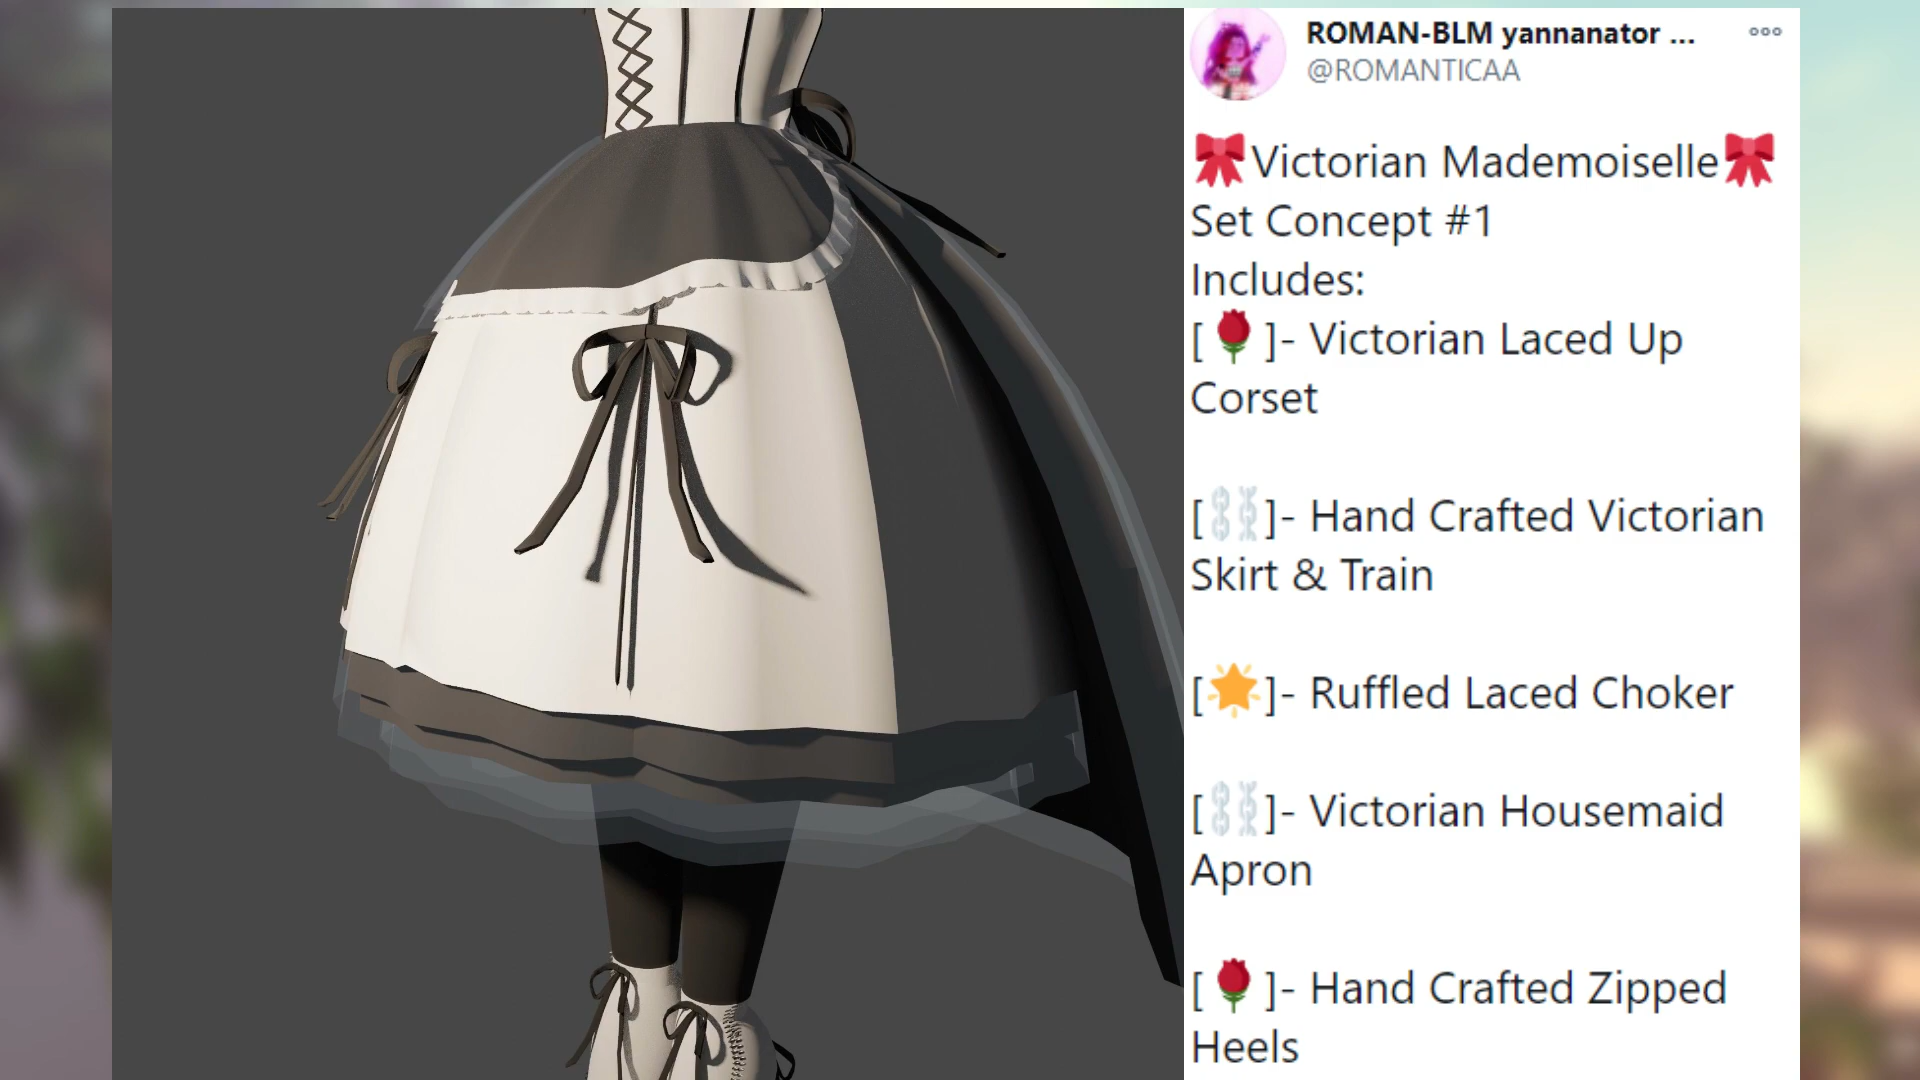 ROMAN-BLM yannanator ...
@ROMANTICAA
🎀Victorian Mademoiselle🎀
Set Concept #1
Includes:
[🌹]- Victorian Laced Up
Corset
[⛓️]- Hand Crafted Victorian
Skirt & Train
[🌟]- Ruffled Laced Choker
[⛓️]- Victorian Housemaid
Apron
[🌹]- Hand Crafted Zipped
Heels